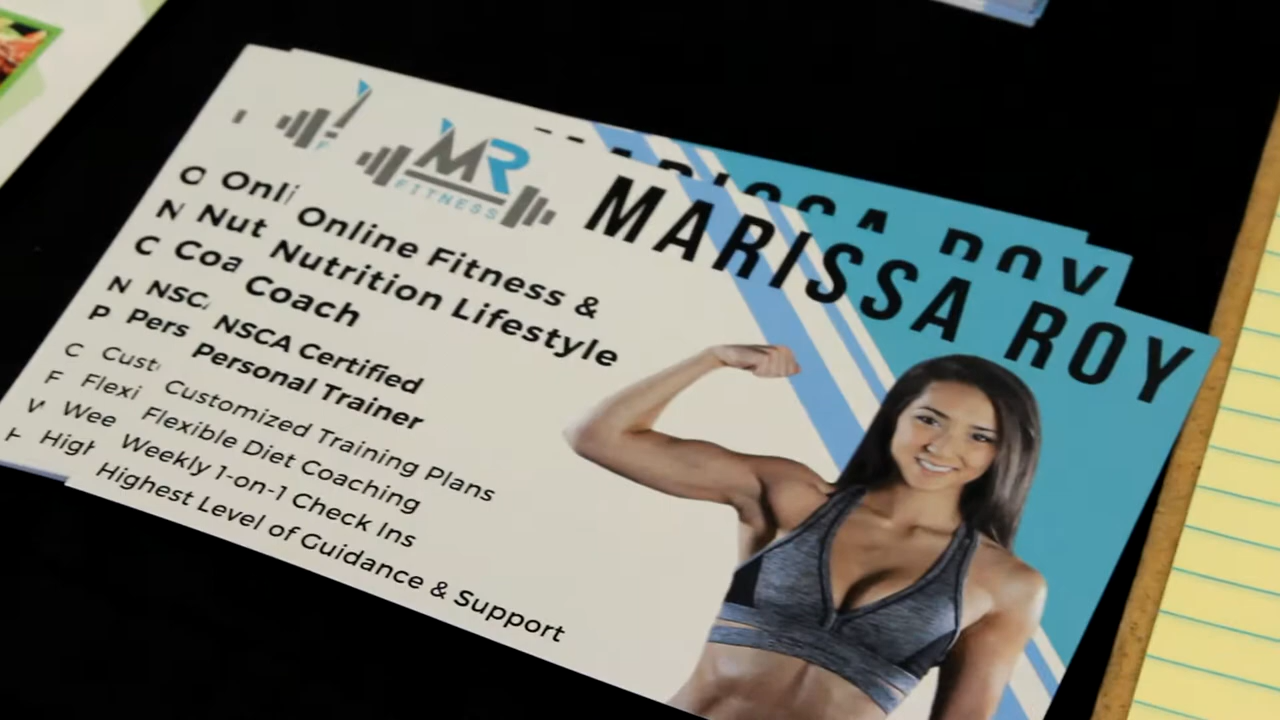 MR
FITNESS
MARISSA ROY
Online Fitness &
Nutrition Lifestyle
Coach
NSCA Certified
Personal Trainer
Customized Training Plans
Flexible Diet Coaching
Weekly 1-on-1 Check Ins
Highest Level of Guidance & Support